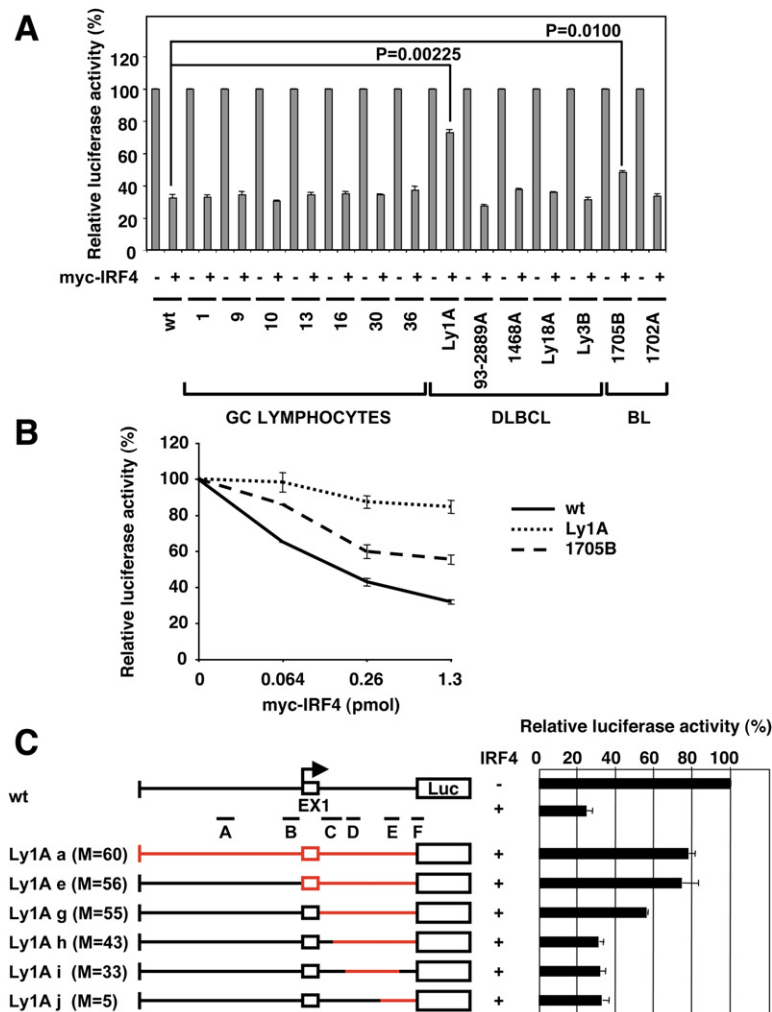 A
Relative luciferase activity (%)
120
100
80
60
40
20
0
P=0.0100
P=0.00225
myc-IRF4
- + - + - + - + - + - + - + - + - + - + - + - + - + - + - +
wt 1 9 10 13 16 30 36 Ly1A 93-2889A 1468A Ly18A Ly3B 1705B 1702A
GC LYMPHOCYTES DLBCL BL
B
Relative luciferase activity (%)
120
100
80
60
40
20
0
0 0.064 0.26 1.3
myc-IRF4 (pmol)
wt
Ly1A
1705B
C
Relative luciferase activity (%)
IRF4 0 20 40 60 80 100
wt Luc -
EX1 +
A B C D E F
Ly1A a (M=60) +
Ly1A e (M=56) +
Ly1A g (M=55) +
Ly1A h (M=43) +
Ly1A i (M=33) +
Ly1A j (M=5) +